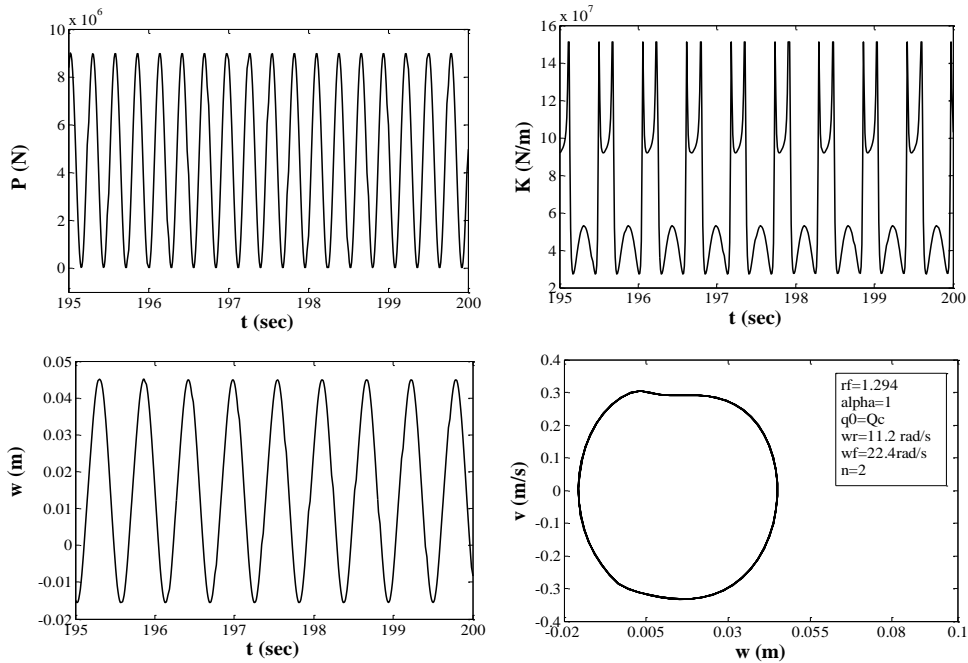 x 10⁶
10
8
6
4
2
0
P (N)
195 196 197 198 199 200
t (sec)
x 10⁷
16
14
12
10
8
6
4
2
K (N/m)
195 196 197 198 199 200
t (sec)
0.05
0.04
0.03
0.02
0.01
0
-0.01
-0.02
w (m)
195 196 197 198 199 200
t (sec)
0.4
0.3
0.2
0.1
0
-0.1
-0.2
-0.3
-0.4
v (m/s)
-0.02 0.005 0.03 0.055 0.08 0.1
w (m)
rf=1.294
alpha=1
q0=Qc
wr=11.2 rad/s
wf=22.4rad/s
n=2